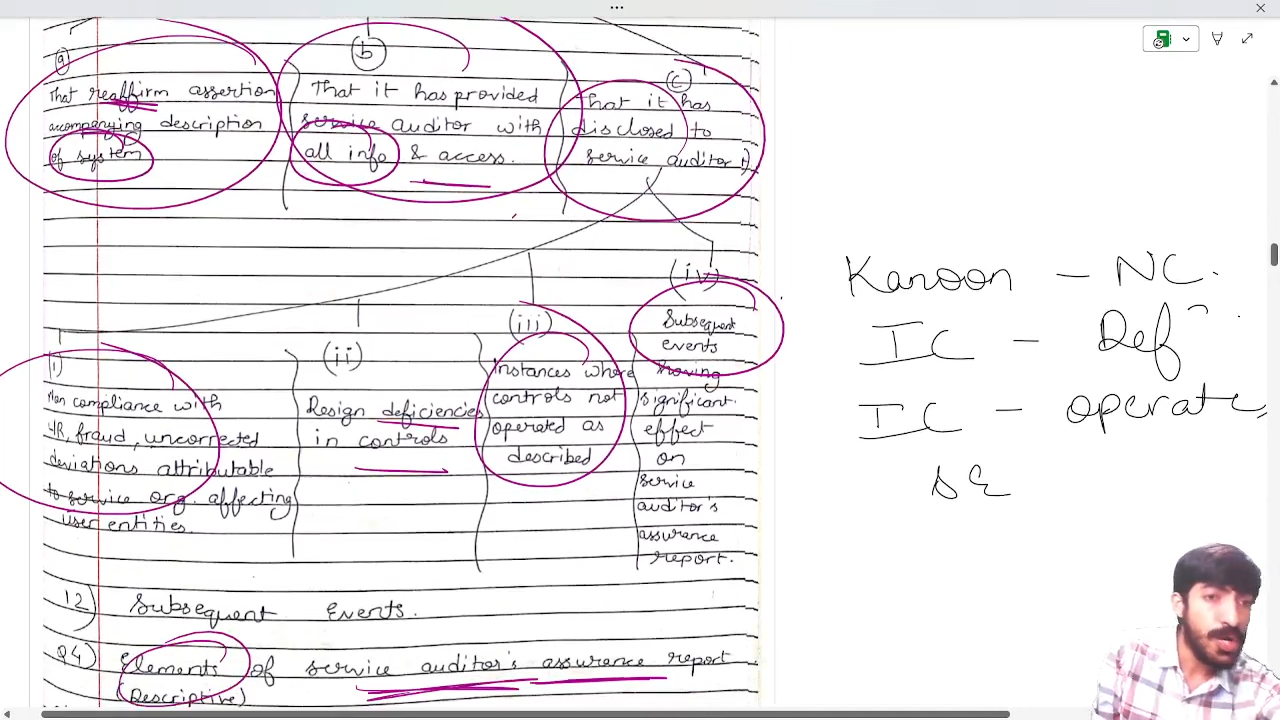 (a)
That reaffirm assertion
accompanying description
of system
(b)
That it has provided
service auditor with
all info & access.
(c)
That it has
disclosed to
service auditor :)
(i)
Non compliance with
L&R, fraud, uncorrected
deviations attributable
to service org. affecting
user entities.
(ii)
Design deficiencies
in controls
(iii)
Instances where
controls not
operated as
described
(iv)
Subsequent
events
having
significant
effect
on
service
auditor's
assurance
report.
12) Subsequent Events.
Q4) Elements of service auditor's assurance report
(Descriptive)
Kanoon - NC.
IC - Def
IC - operate
SE